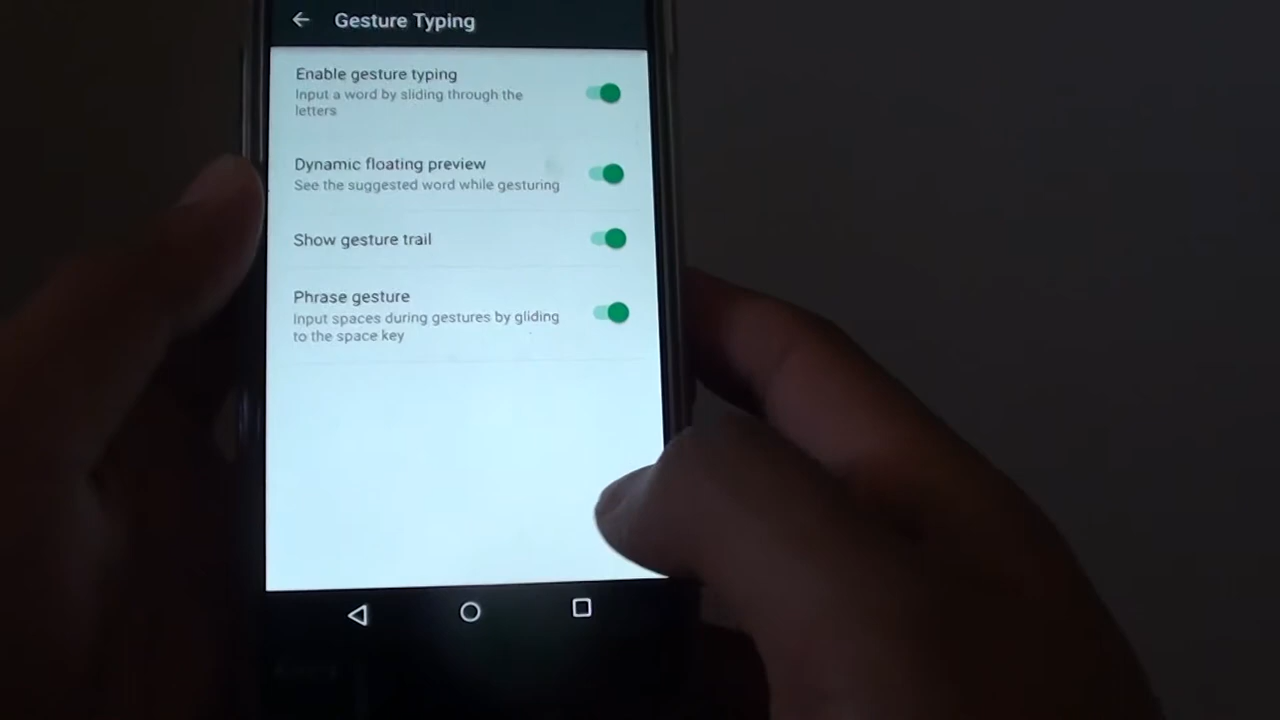 Gesture Typing
Enable gesture typing
Input a word by sliding through the
letters
Dynamic floating preview
See the suggested word while gesturing
Show gesture trail
Phrase gesture
Input spaces during gestures by gliding
to the space key